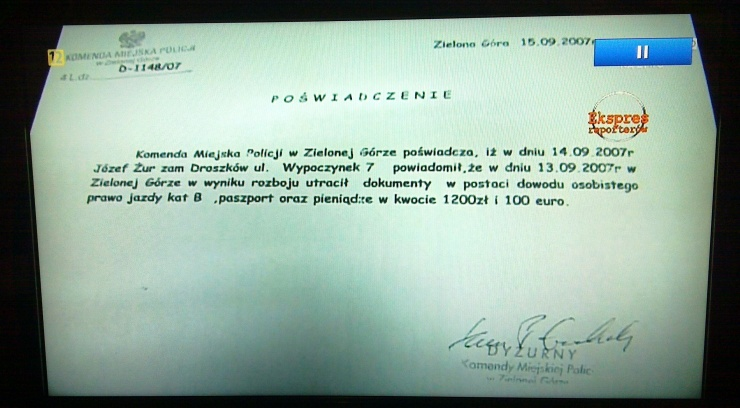 Zielona Góra 15.09.2007r
12
KOMENDA MIEJSKA POLICJI
w Zielonej Górze
D-1148/07
POŚWIADCZENIE
Ekspres
reporterów
Komenda Miejska Policji w Zielonej Górze poświadcza, iż w dniu 14.09.2007r
Józef Żur zam Droszków ul. Wypoczynek 7 powiadomił,że w dniu 13.09.2007r w
Zielonej Górze w wyniku rozboju utracił dokumenty w postaci dowodu osobistego
prawo jazdy kat B ,paszport oraz pieniądze w kwocie 1200zł i 100 euro.
DYŻURNY
Komendy Miejskiej Policji
w Zielonej Górze